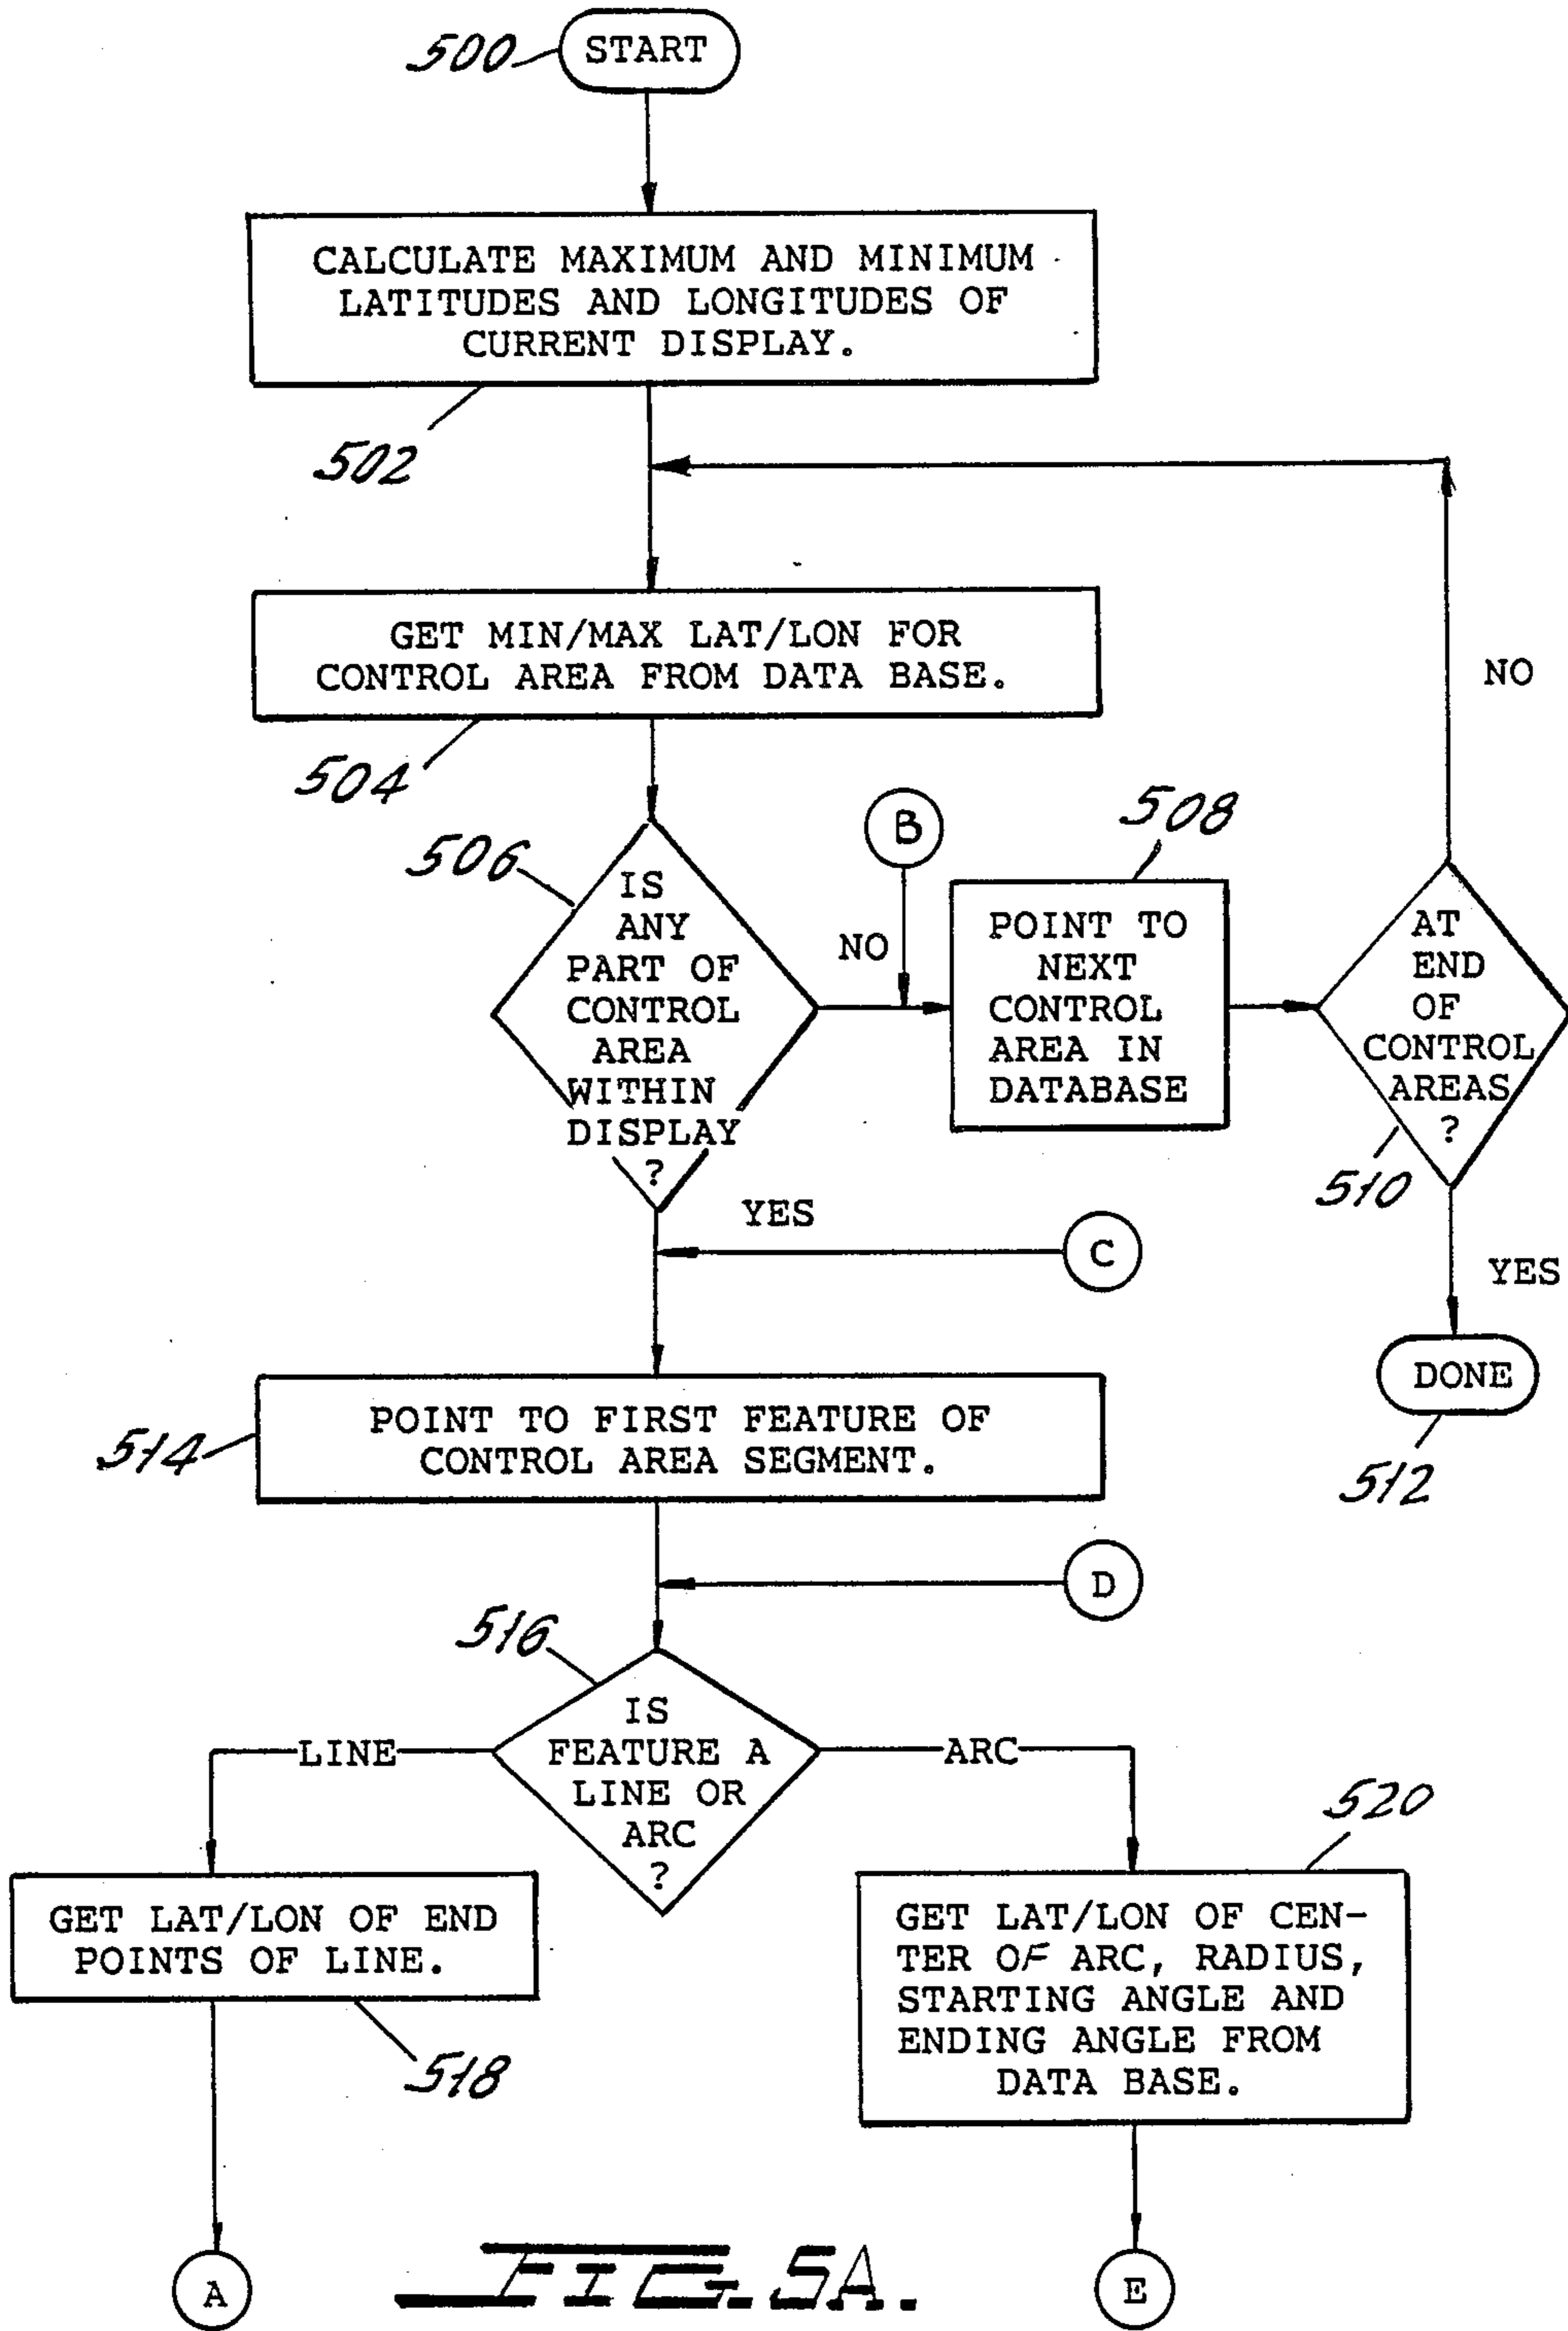 500
START
CALCULATE MAXIMUM AND MINIMUM
LATITUDES AND LONGITUDES OF
CURRENT DISPLAY.
502
GET MIN/MAX LAT/LON FOR
CONTROL AREA FROM DATA BASE.
504
NO
506
IS
ANY
PART OF
CONTROL
AREA
WITHIN
DISPLAY
?
NO
B
508
POINT TO
NEXT
CONTROL
AREA IN
DATABASE
AT
END
OF
CONTROL
AREAS
?
510
YES
C
YES
DONE
512
514
POINT TO FIRST FEATURE OF
CONTROL AREA SEGMENT.
D
516
IS
FEATURE A
LINE OR
ARC
?
LINE
ARC
520
GET LAT/LON OF END
POINTS OF LINE.
518
GET LAT/LON OF CEN-
TER OF ARC, RADIUS,
STARTING ANGLE AND
ENDING ANGLE FROM
DATA BASE.
A
E
FIG. 5A.